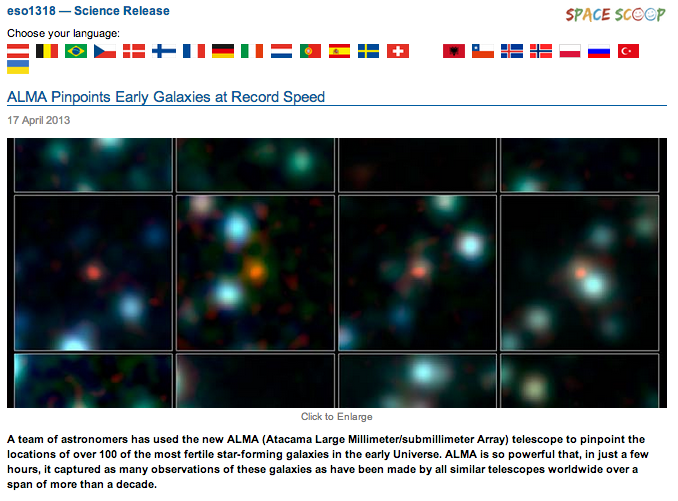 eso1318 — Science Release
SPACE SCOOP
Choose your language:
ALMA Pinpoints Early Galaxies at Record Speed
17 April 2013
Click to Enlarge
A team of astronomers has used the new ALMA (Atacama Large Millimeter/submillimeter Array) telescope to pinpoint the
locations of over 100 of the most fertile star-forming galaxies in the early Universe. ALMA is so powerful that, in just a few
hours, it captured as many observations of these galaxies as have been made by all similar telescopes worldwide over a
span of more than a decade.